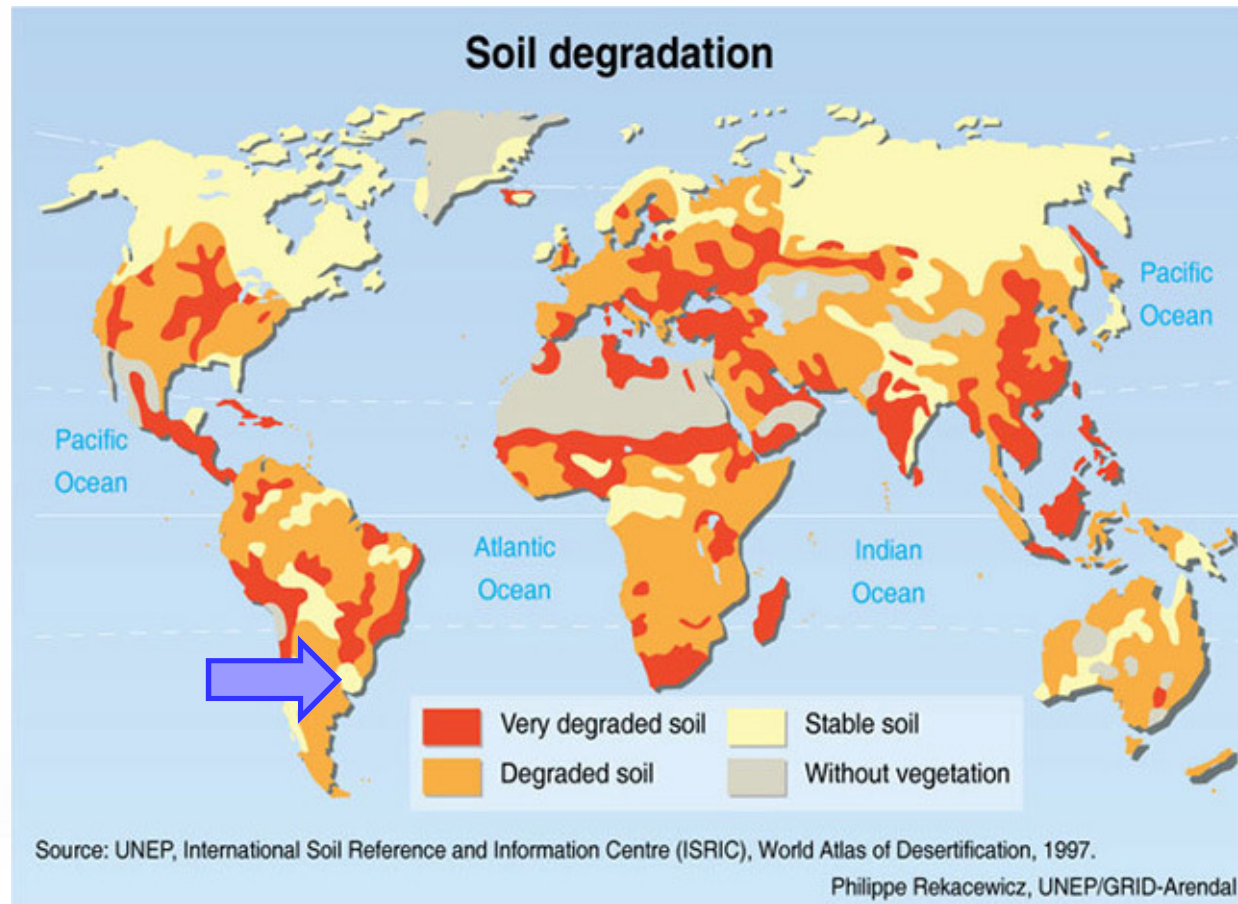 Soil degradation
Pacific
Ocean
Pacific
Ocean
Atlantic
Ocean
Indian
Ocean
Very degraded soil
Stable soil
Degraded soil
Without vegetation
Source: UNEP, International Soil Reference and Information Centre (ISRIC), World Atlas of Desertification, 1997.
Philippe Rekacewicz, UNEP/GRID-Arendal